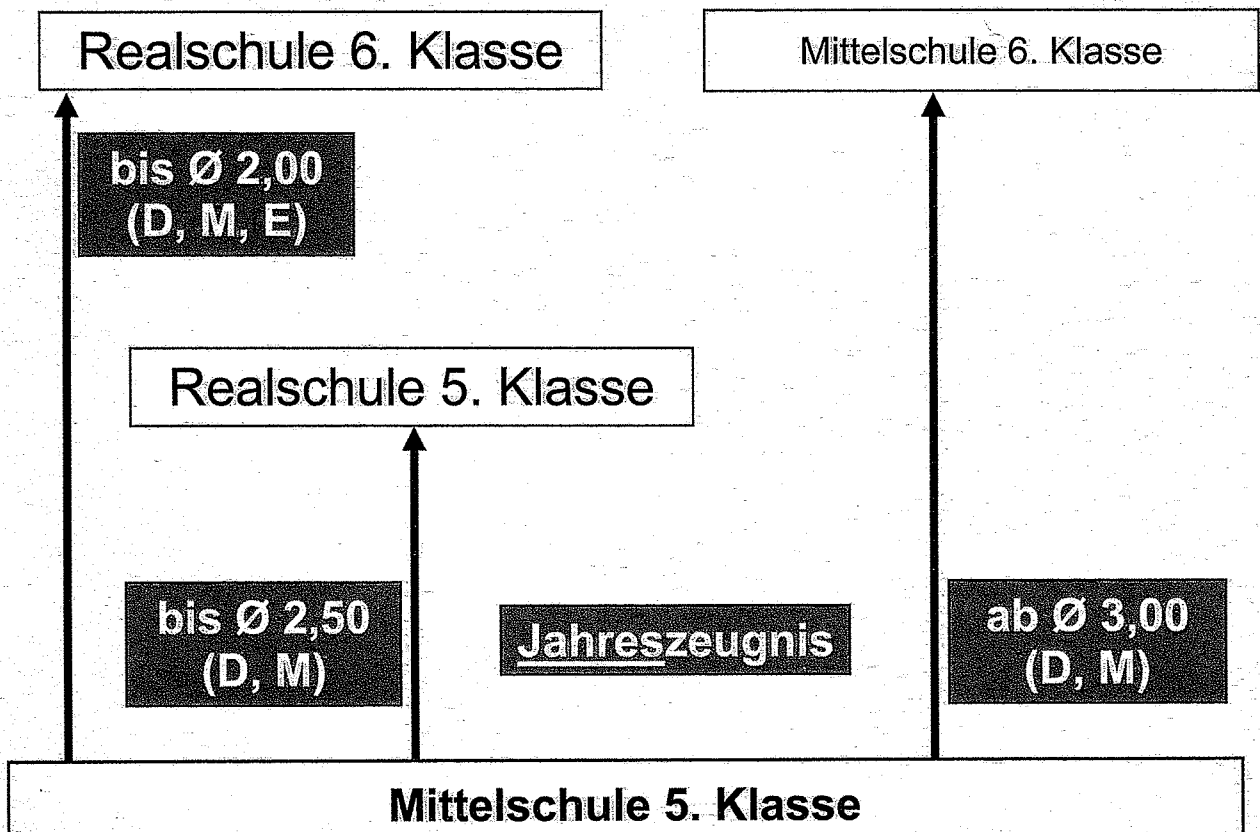 Realschule 6. Klasse
Mittelschule 6. Klasse
bis Ø 2,00
(D, M, E)
Realschule 5. Klasse
bis Ø 2,50
(D, M)
Jahreszeugnis
ab Ø 3,00
(D, M)
Mittelschule 5. Klasse